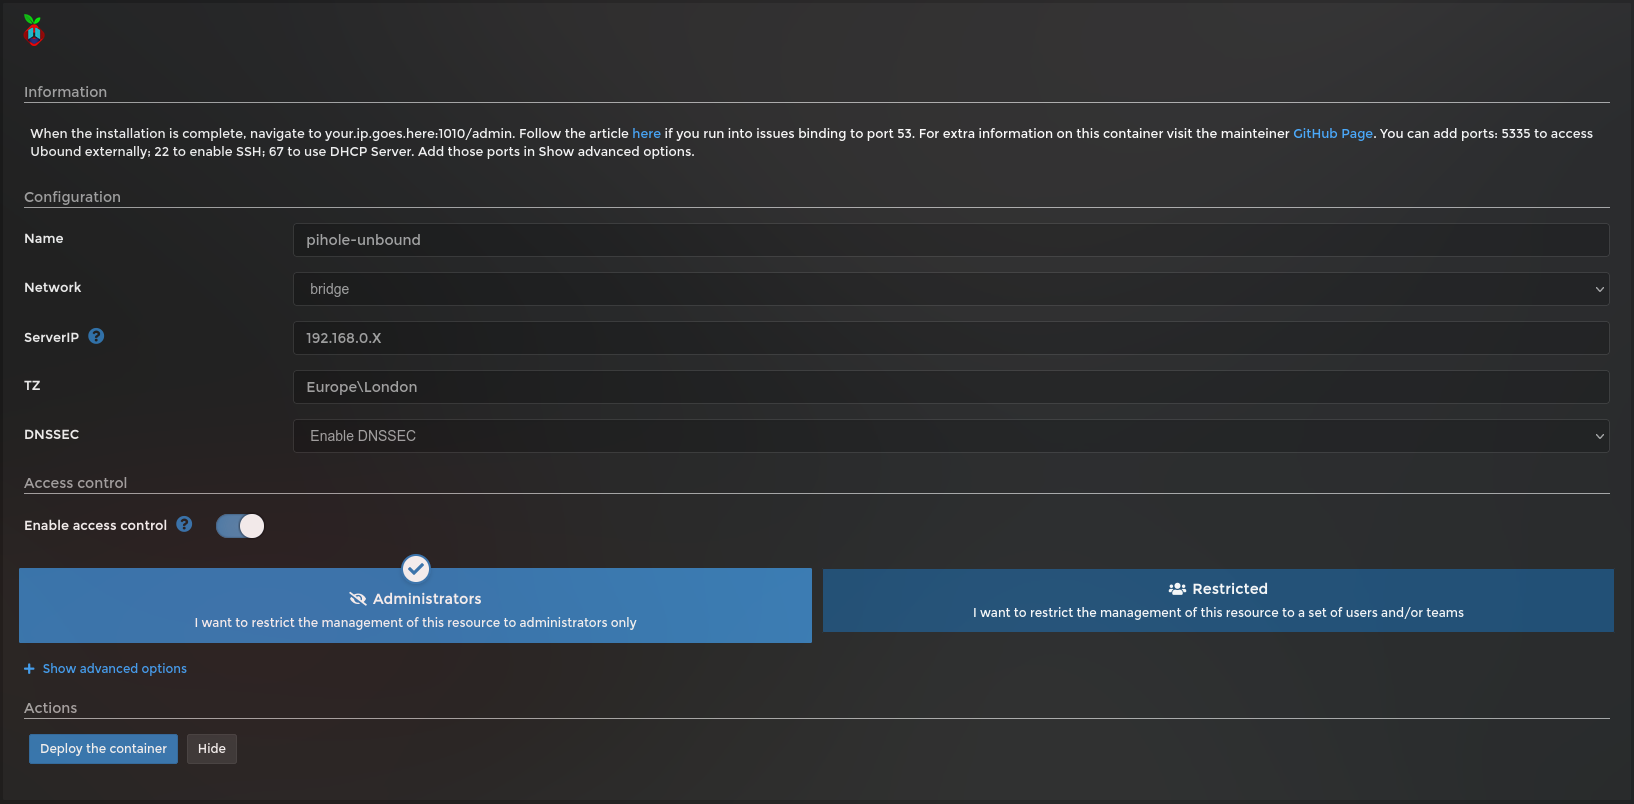 Information
When the installation is complete, navigate to your.ip.goes.here:1010/admin. Follow the article here if you run into issues binding to port 53. For extra information on this container visit the mainteiner GitHub Page. You can add ports: 5335 to access
Ubound externally; 22 to enable SSH; 67 to use DHCP Server. Add those ports in Show advanced options.
Configuration
Name
pihole-unbound
Network
bridge
ServerIP ?
192.168.0.X
TZ
Europe\London
DNSSEC
Enable DNSSEC
Access control
Enable access control ?
Administrators
I want to restrict the management of this resource to administrators only
Restricted
I want to restrict the management of this resource to a set of users and/or teams
+ Show advanced options
Actions
Deploy the container
Hide